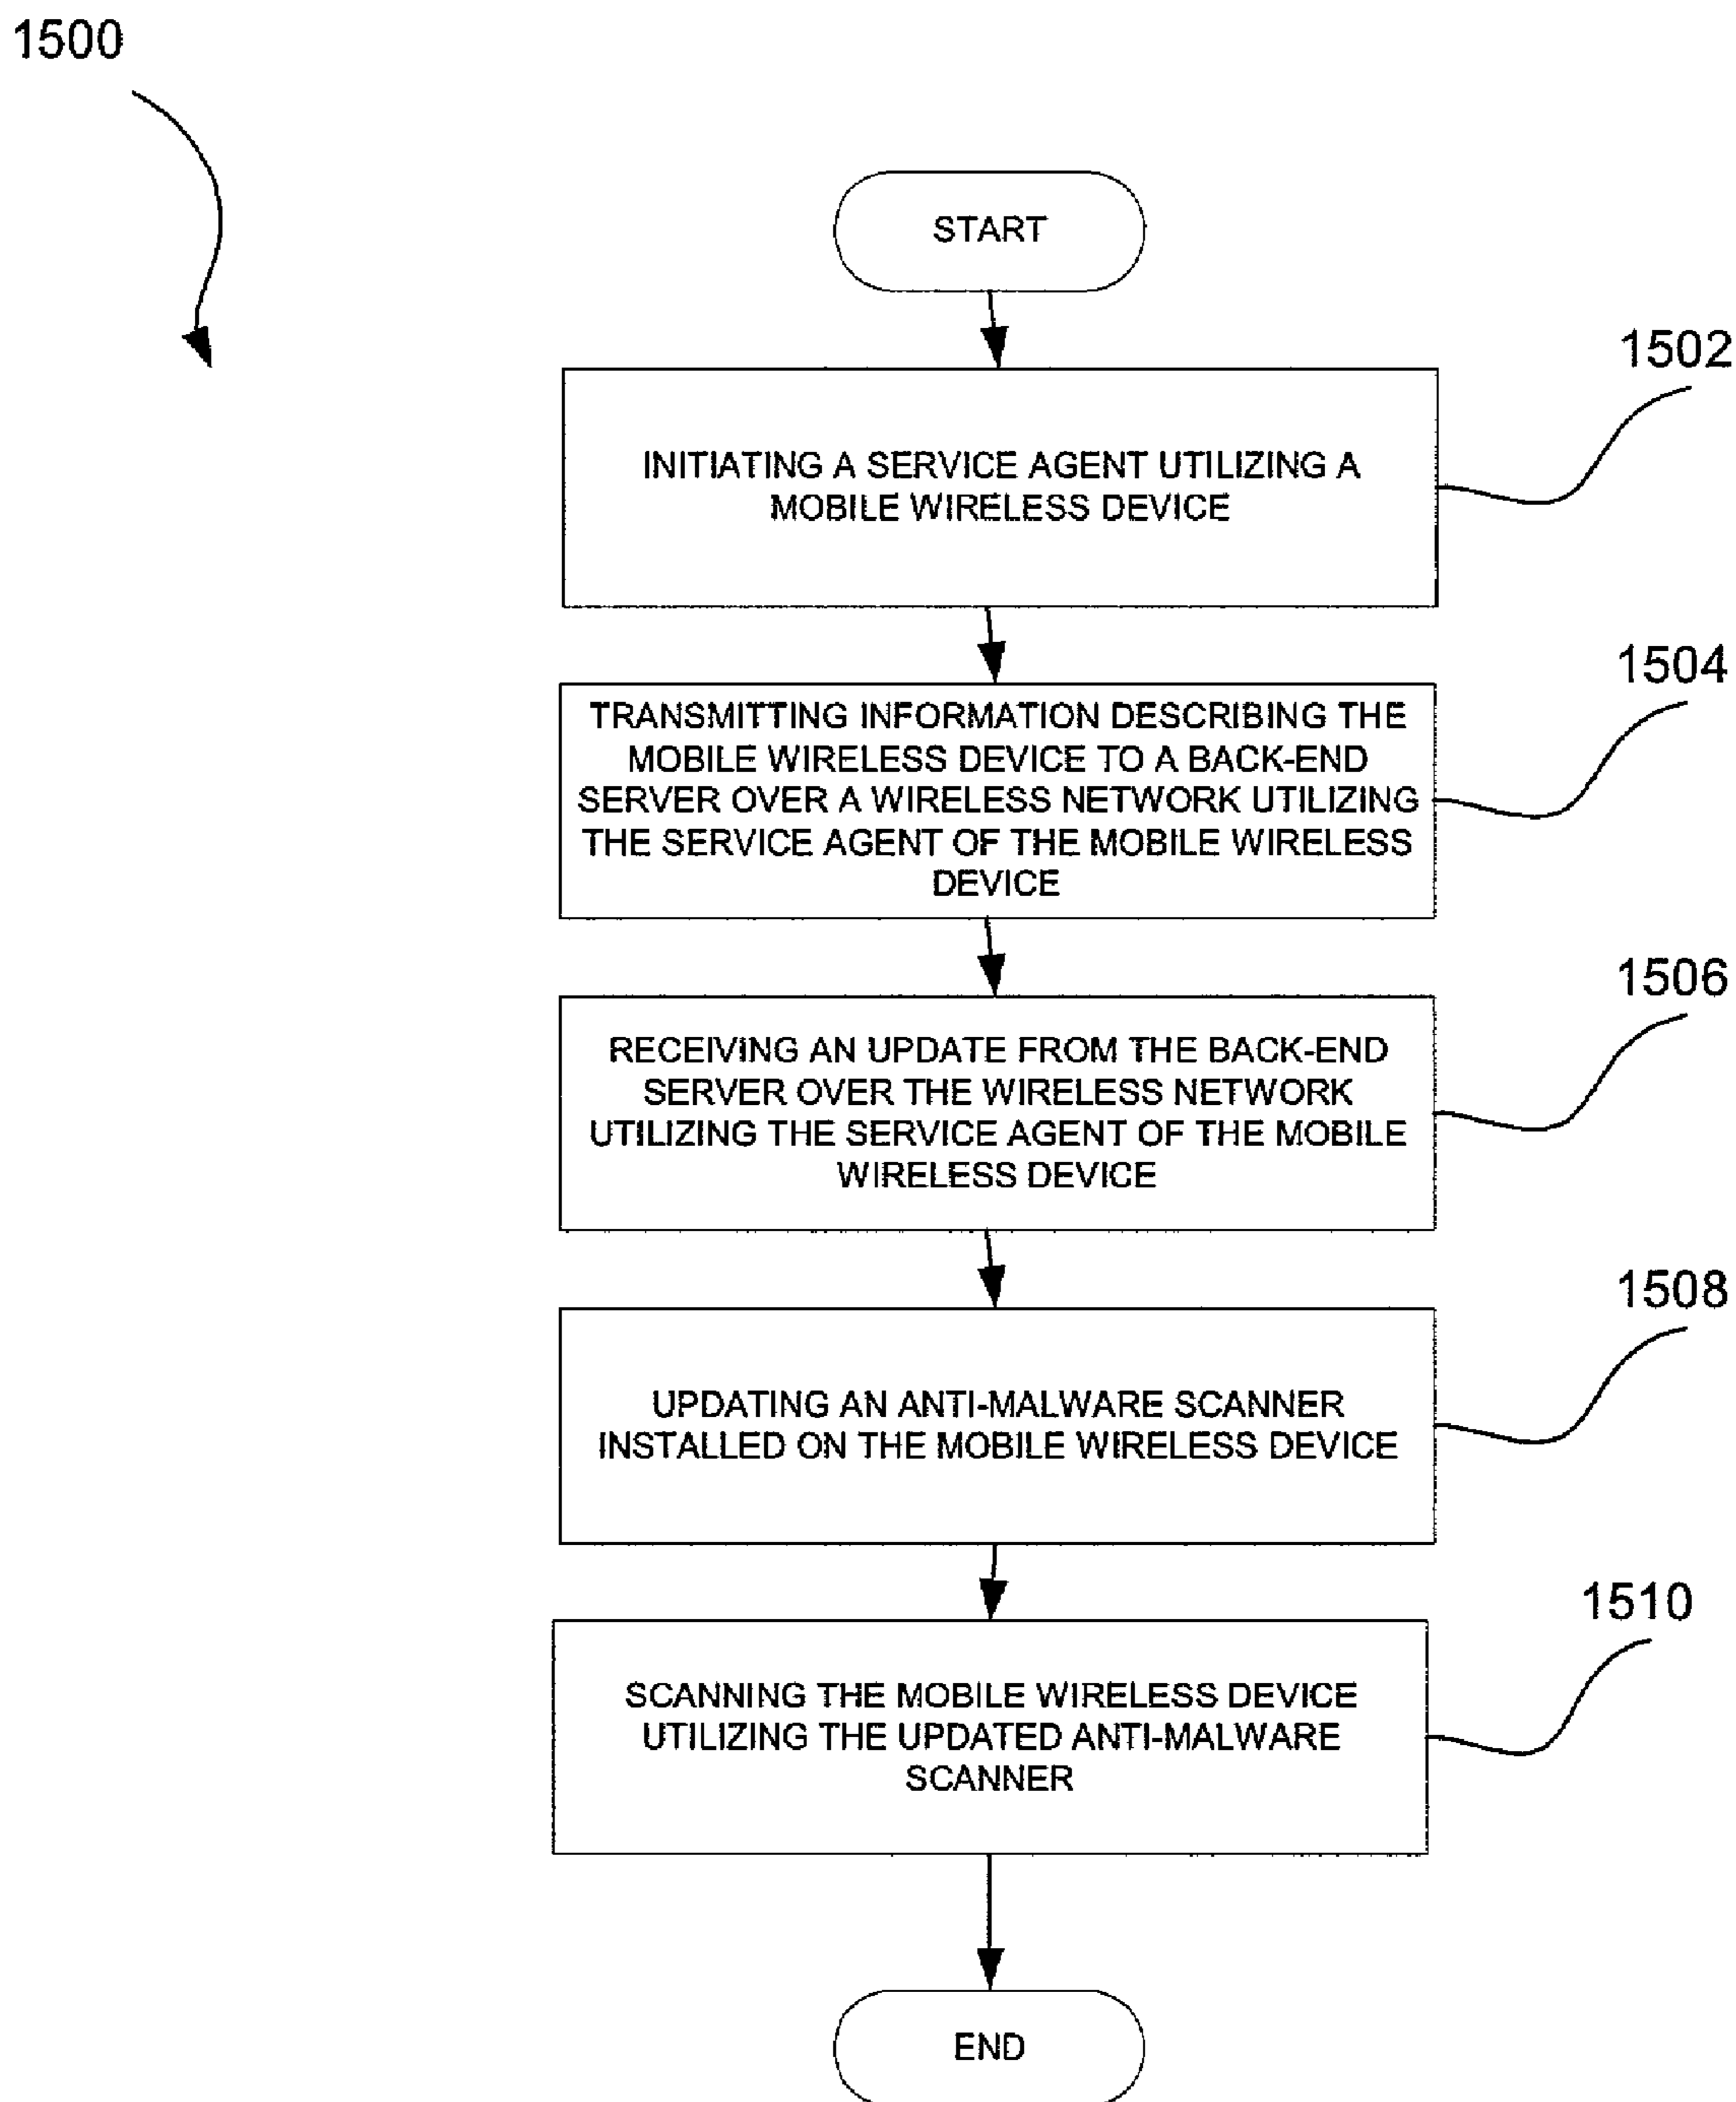 1500
START
1502
INITIATING A SERVICE AGENT UTILIZING A
MOBILE WIRELESS DEVICE
1504
TRANSMITTING INFORMATION DESCRIBING THE
MOBILE WIRELESS DEVICE TO A BACK-END
SERVER OVER A WIRELESS NETWORK UTILIZING
THE SERVICE AGENT OF THE MOBILE WIRELESS
DEVICE
1506
RECEIVING AN UPDATE FROM THE BACK-END
SERVER OVER THE WIRELESS NETWORK
UTILIZING THE SERVICE AGENT OF THE MOBILE
WIRELESS DEVICE
1508
UPDATING AN ANTI-MALWARE SCANNER
INSTALLED ON THE MOBILE WIRELESS DEVICE
1510
SCANNING THE MOBILE WIRELESS DEVICE
UTILIZING THE UPDATED ANTI-MALWARE
SCANNER
END